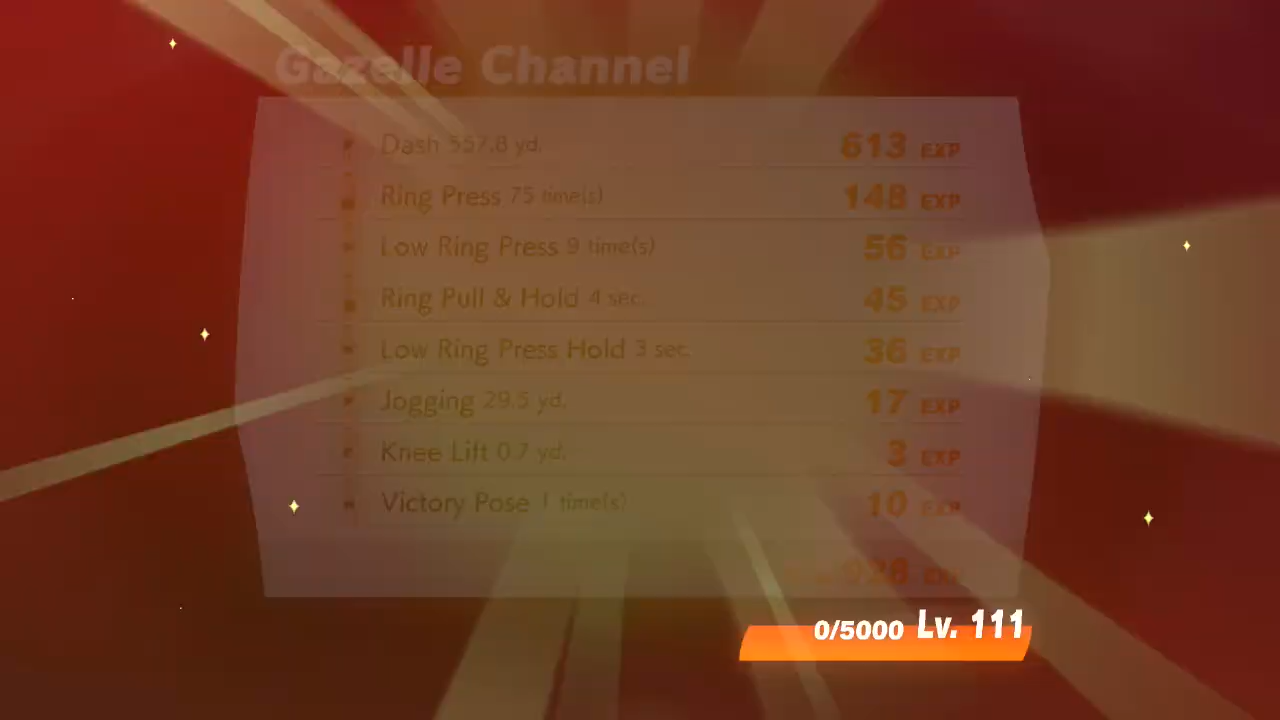 Gazelle Channel
Dash 557.8 yd. 613 EXP
Ring Press 75 time(s) 148 EXP
Low Ring Press 9 time(s) 56 EXP
Ring Pull & Hold 4 sec. 45 EXP
Low Ring Press Hold 3 sec. 36 EXP
Jogging 29.5 yd. 17 EXP
Knee Lift 0.7 yd. 3 EXP
Victory Pose 1 time(s) 10 EXP
928 EXP
0/5000 Lv. 111